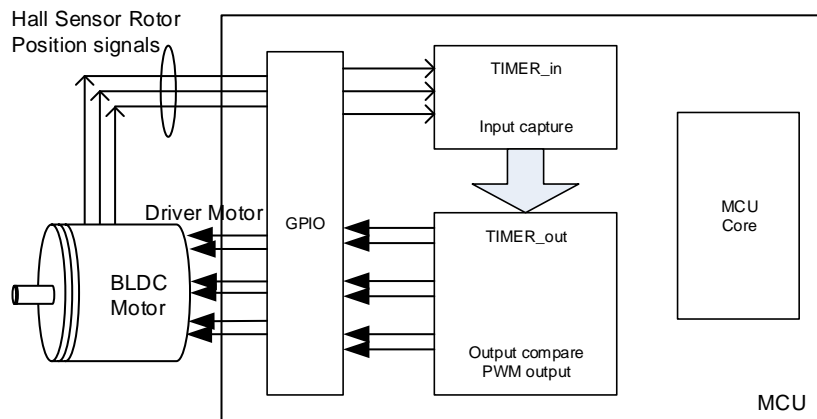 Hall Sensor Rotor
Position signals
TIMER_in
Input capture
Driver Motor
GPIO
TIMER_out
MCU
Core
BLDC
Motor
Output compare
PWM output
MCU